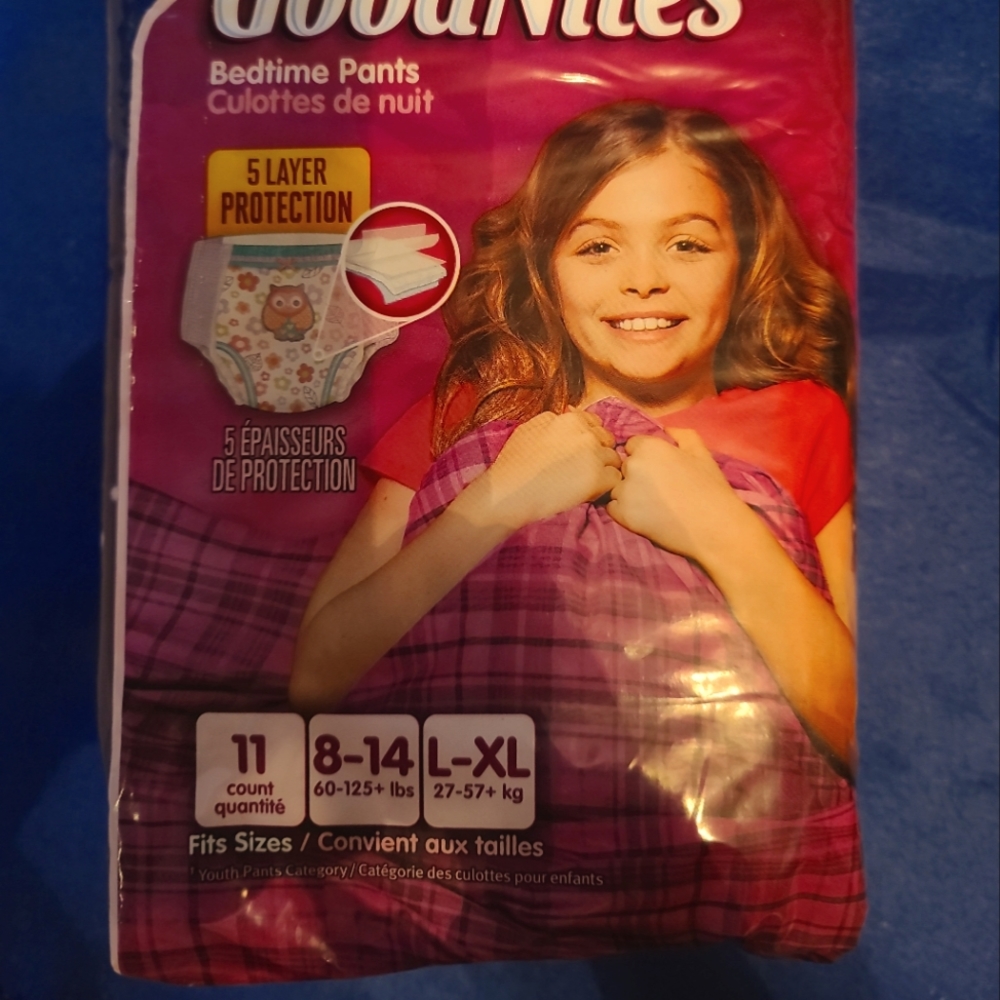 GoodNites
Bedtime Pants
Culottes de nuit
5 LAYER
PROTECTION
5 ÉPAISSEURS
DE PROTECTION
11
count
quantité
8-14
60-125+ lbs
L-XL
27-57+ kg
Fits Sizes / Convient aux tailles
Youth Pants Category / Catégorie des culottes pour enfants